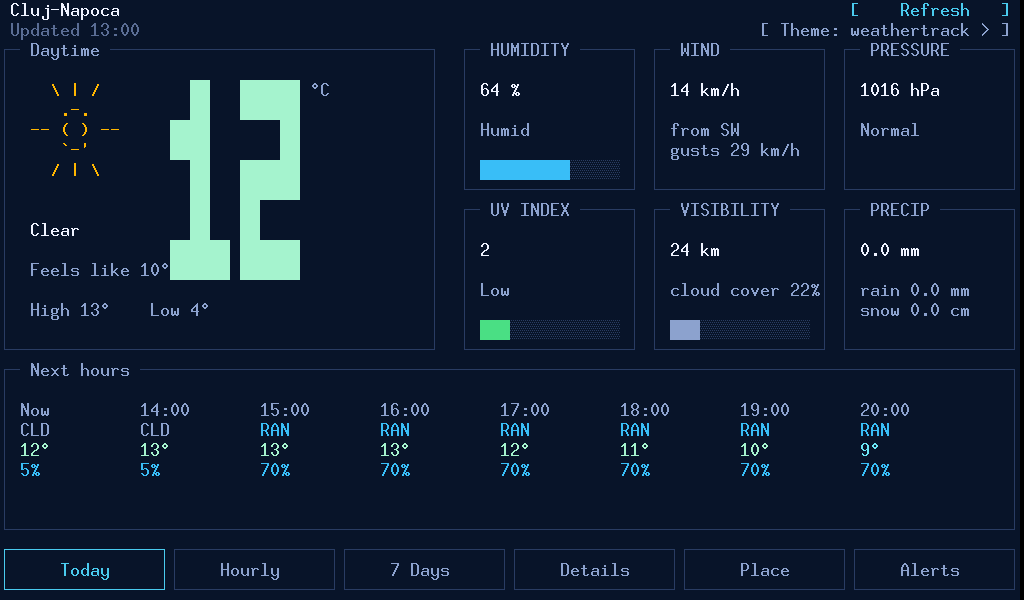 Cluj-Napoca [ Refresh ]
Updated 13:00 [ Theme: weathertrack > ]
Daytime HUMIDITY WIND PRESSURE
12 °C
64 % 14 km/h 1016 hPa
Humid from SW Normal
gusts 29 km/h
UV INDEX VISIBILITY PRECIP
Clear
2 24 km 0.0 mm
Feels like 10°
Low cloud cover 22% rain 0.0 mm
High 13° Low 4° snow 0.0 cm
Next hours
Now 14:00 15:00 16:00 17:00 18:00 19:00 20:00
CLD CLD RAN RAN RAN RAN RAN RAN
12° 13° 13° 13° 12° 11° 10° 9°
5% 5% 70% 70% 70% 70% 70% 70%
Today Hourly 7 Days Details Place Alerts